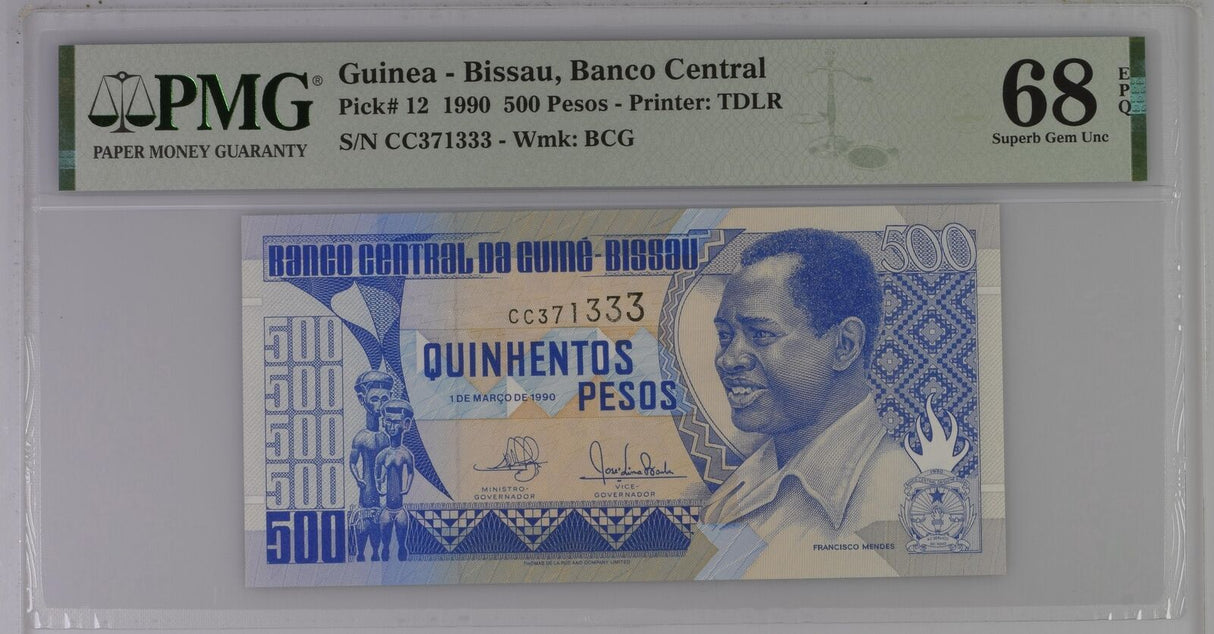 PMG®
PAPER MONEY GUARANTY
Guinea - Bissau, Banco Central
Pick# 12 1990 500 Pesos - Printer: TDLR
S/N CC371333 - Wmk: BCG
68
EPQ
Superb Gem Unc
BANCO CENTRAL DA GUINÉ-BISSAU
500
CC371333
500
500
500
500
QUINHENTOS
PESOS
1 DE MARÇO DE 1990
MINISTRO-
GOVERNADOR
VICE-
GOVERNADOR
500
FRANCISCO MENDES
THOMAS DE LA RUE AND COMPANY LIMITED